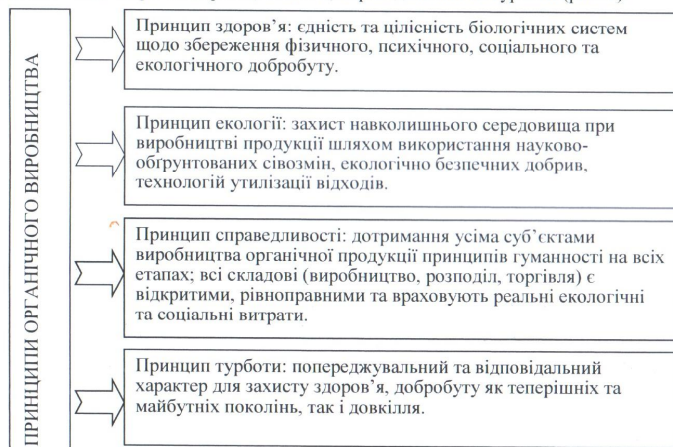 ПРИНЦИПИ ОРГАНІЧНОГО ВИРОБНИЦТВА
Принцип здоров’я: єдність та цілісність біологічних систем
щодо збереження фізичного, психічного, соціального та
екологічного добробуту.
Принцип екології: захист навколишнього середовища при
виробництві продукції шляхом використання науково-
обґрунтованих сівозмін, екологічно безпечних добрив,
технологій утилізації відходів.
Принцип справедливості: дотримання усіма суб’єктами
виробництва органічної продукції принципів гуманності на всіх
етапах; всі складові (виробництво, розподіл, торгівля) є
відкритими, рівноправними та враховують реальні екологічні
та соціальні витрати.
Принцип турботи: попереджувальний та відповідальний
характер для захисту здоров’я, добробуту як теперішніх та
майбутніх поколінь, так і довкілля.